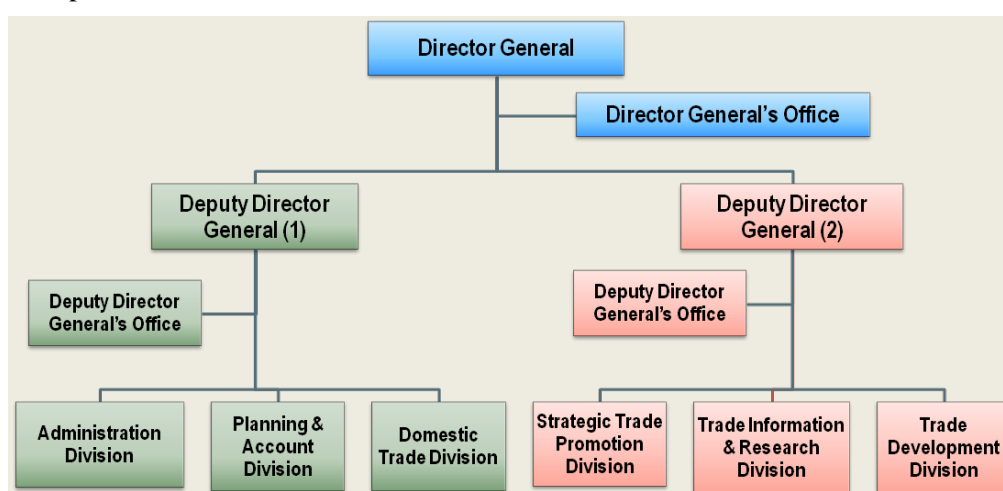 Director General
Director General's Office
Deputy Director
General (1)
Deputy Director
General (2)
Deputy Director
General's Office
Deputy Director
General's Office
Administration
Division
Planning &
Account
Division
Domestic
Trade Division
Strategic Trade
Promotion
Division
Trade Information
& Research
Division
Trade
Development
Division